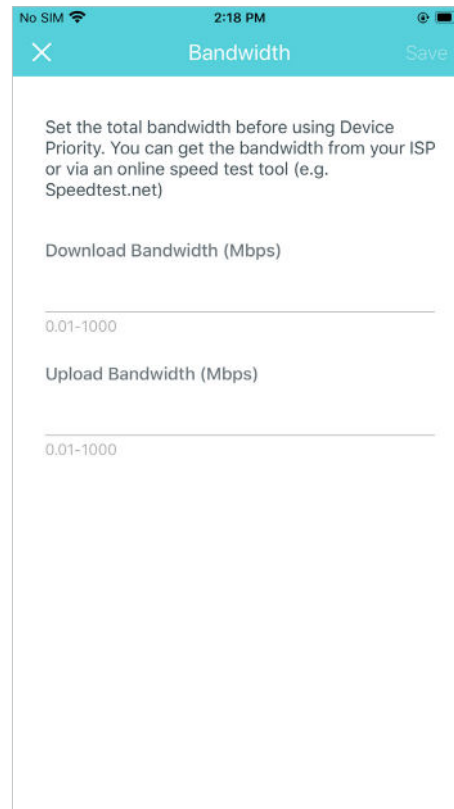 No SIM 2:18 PM
Bandwidth Save
Set the total bandwidth before using Device
Priority. You can get the bandwidth from your ISP
or via an online speed test tool (e.g.
Speedtest.net)
Download Bandwidth (Mbps)
0.01-1000
Upload Bandwidth (Mbps)
0.01-1000